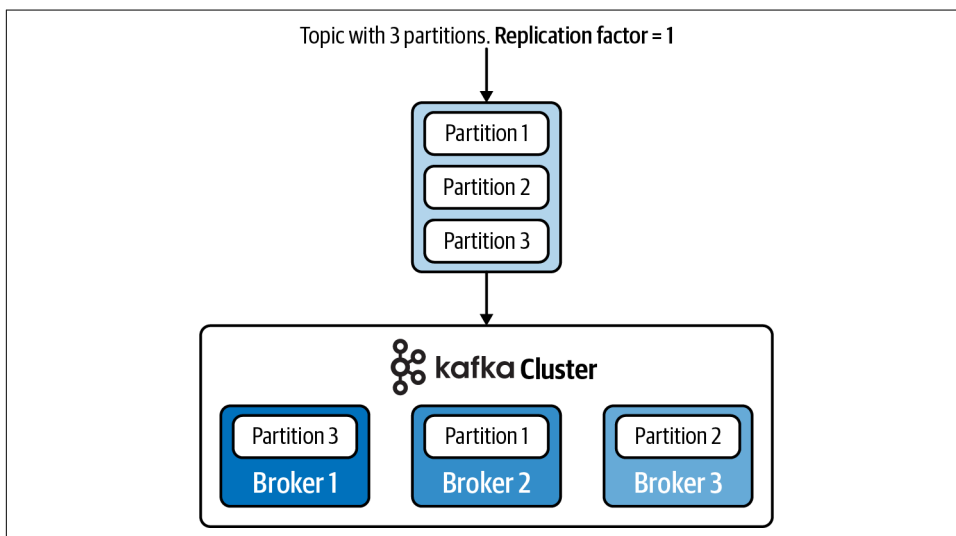 Topic with 3 partitions. Replication factor = 1
Partition 1
Partition 2
Partition 3
kafka Cluster
Partition 3
Broker 1
Partition 1
Broker 2
Partition 2
Broker 3